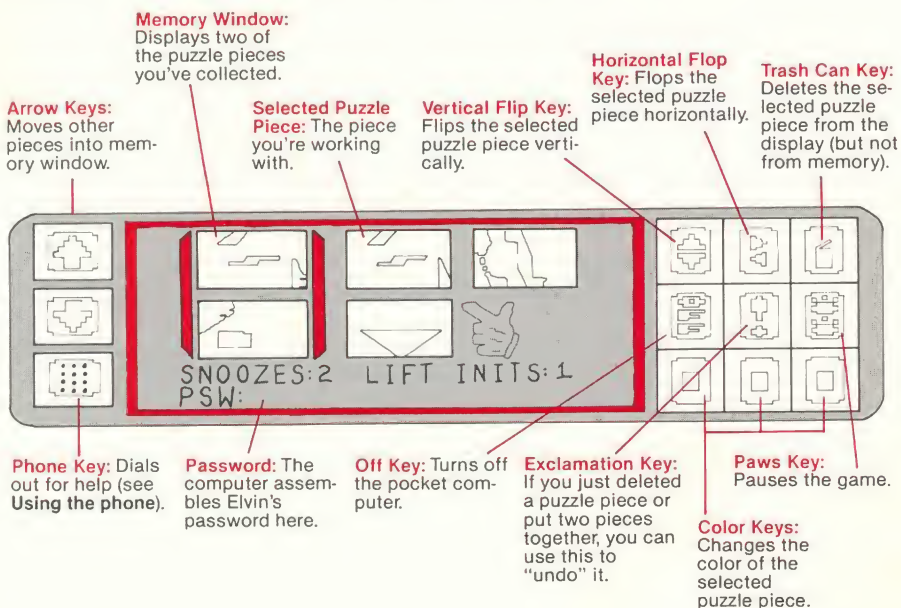 Memory Window:
Displays two of
the puzzle pieces
you've collected.
Horizontal Flop
Key: Flops the
selected puzzle
piece horizontally.
Trash Can Key:
Deletes the se-
lected puzzle
piece from the
display (but not
from memory).
Arrow Keys:
Moves other
pieces into mem-
ory window.
Selected Puzzle
Piece: The piece
you're working
with.
Vertical Flip Key:
Flips the selected
puzzle piece verti-
cally.
SNOOZES:2 LIFT INITS:1
PSW:
Phone Key: Dials
out for help (see
Using the phone).
Password: The
computer assem-
bles Elvin's
password here.
Off Key: Turns off
the pocket com-
puter.
Exclamation Key:
If you just deleted
a puzzle piece or
put two pieces
together, you can
use this to
"undo" it.
Paws Key:
Pauses the game.
Color Keys:
Changes the
color of the
selected
puzzle piece.